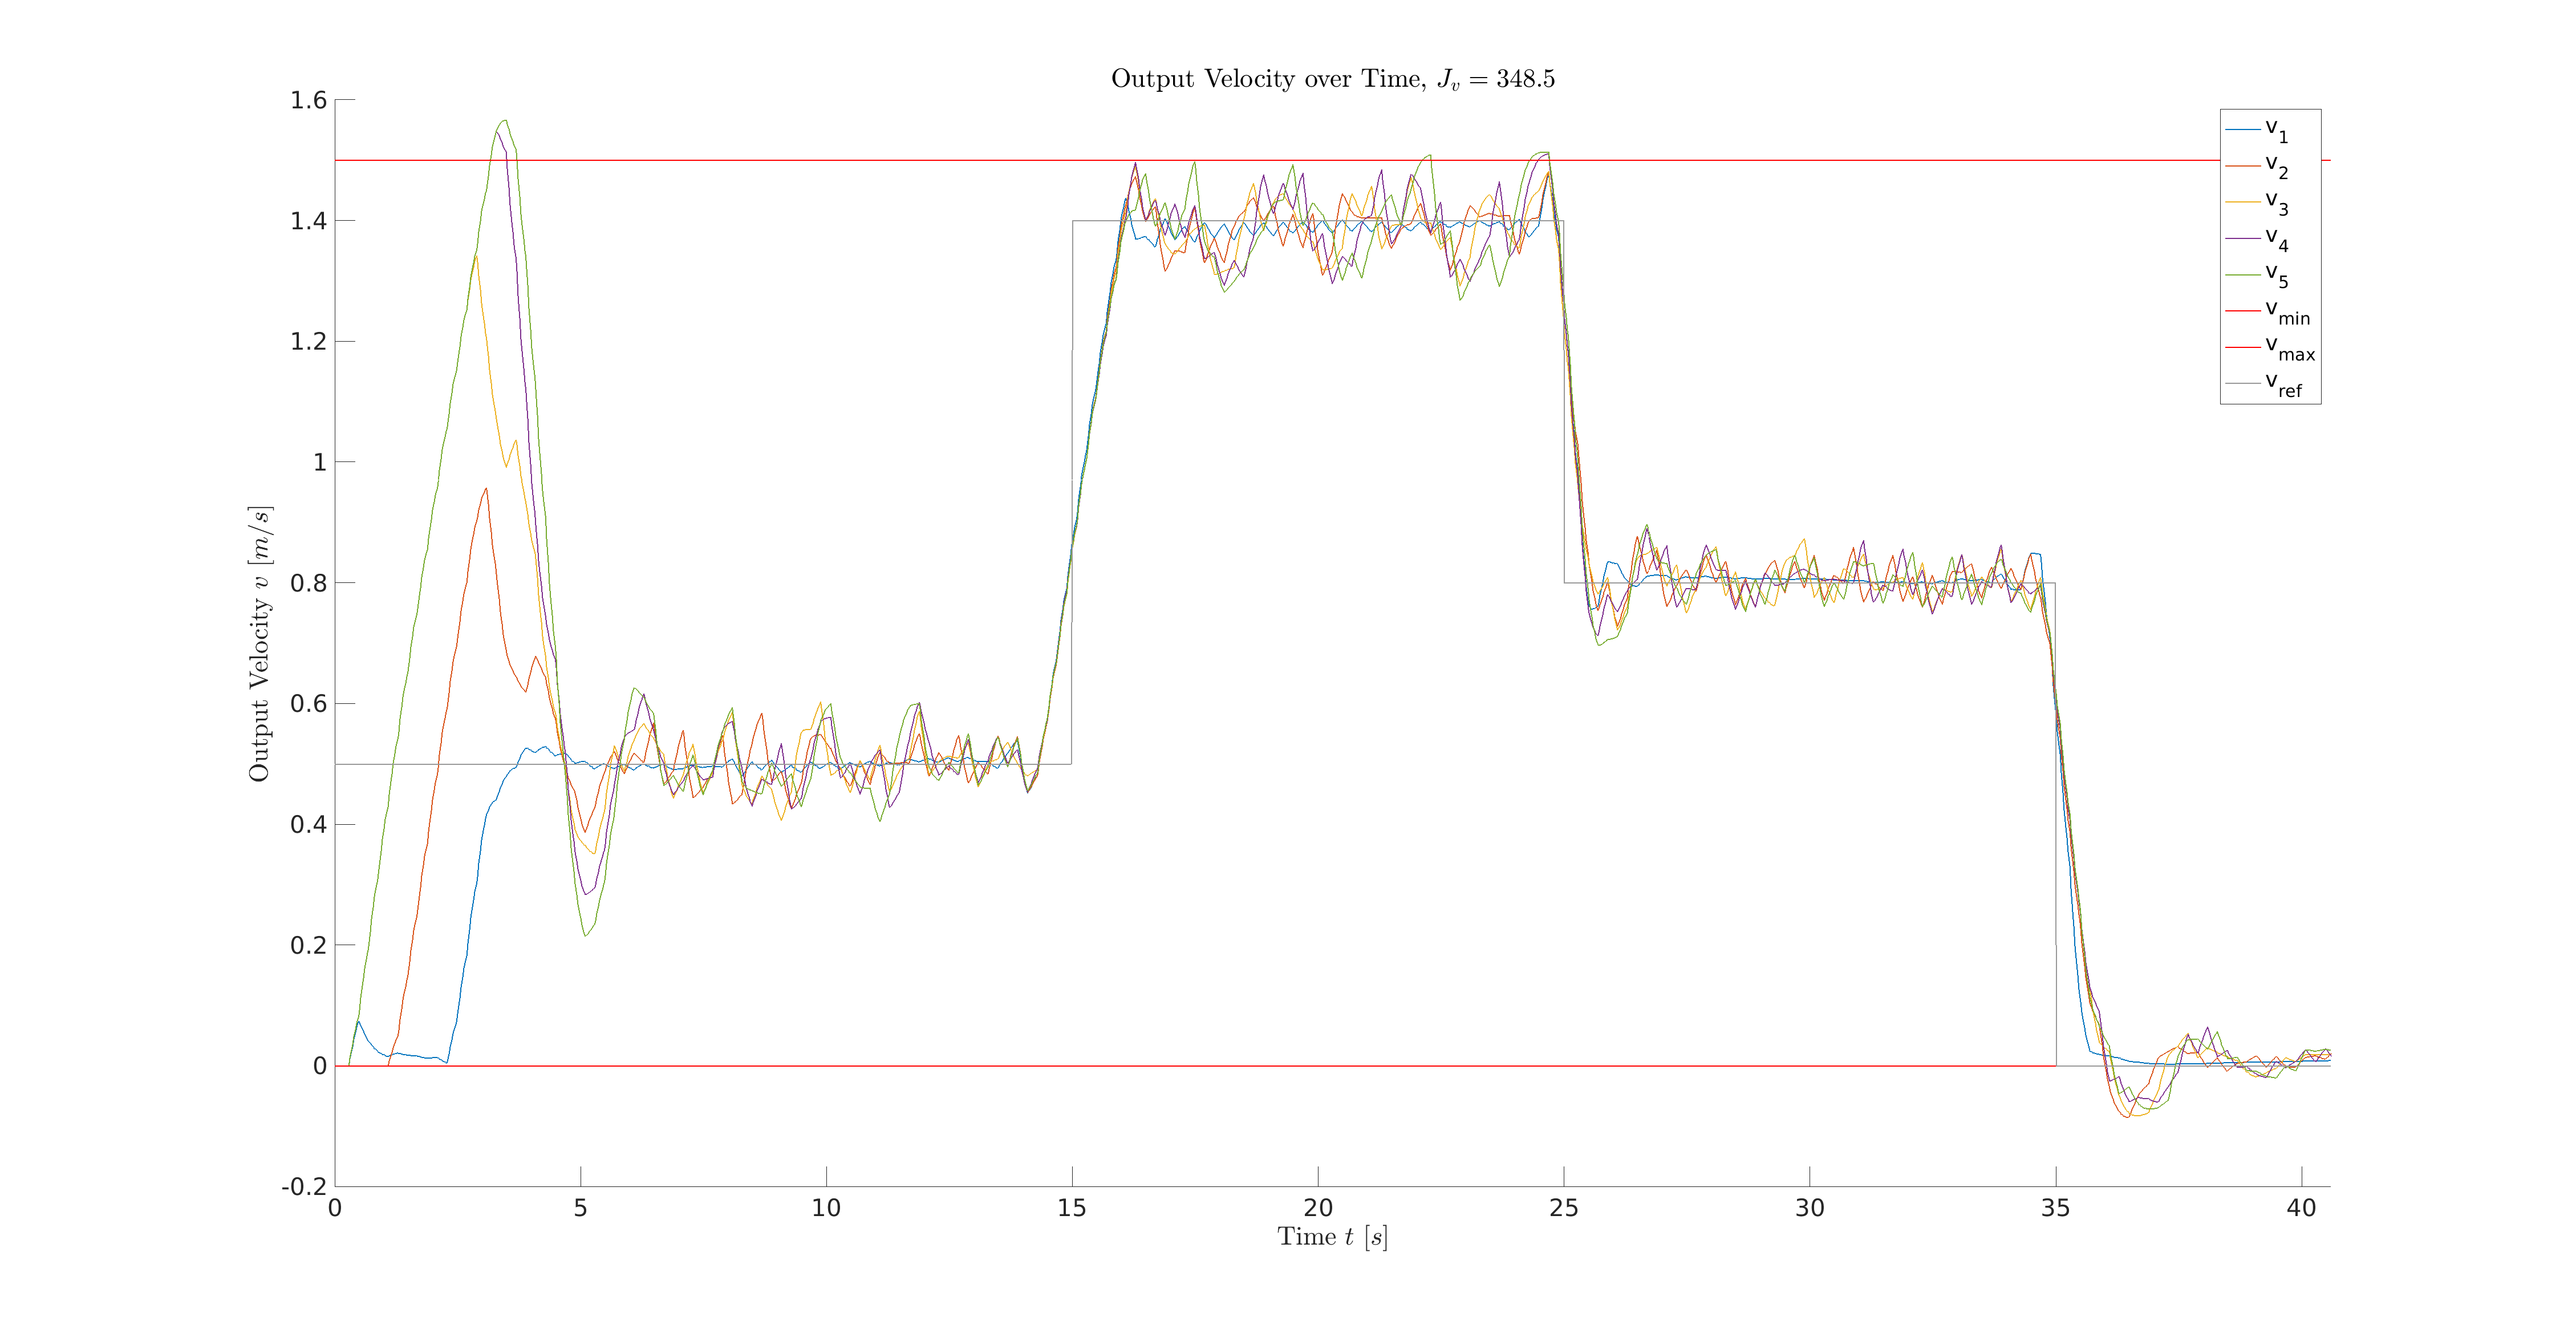 Output Velocity over Time, J_v = 348.5
1.6
1.4
1.2
1
0.8
0.6
0.4
0.2
0
-0.2
Output Velocity v [m/s]
0 5 10 15 20 25 30 35 40
Time t [s]
v_1
v_2
v_3
v_4
v_5
v_min
v_max
v_ref